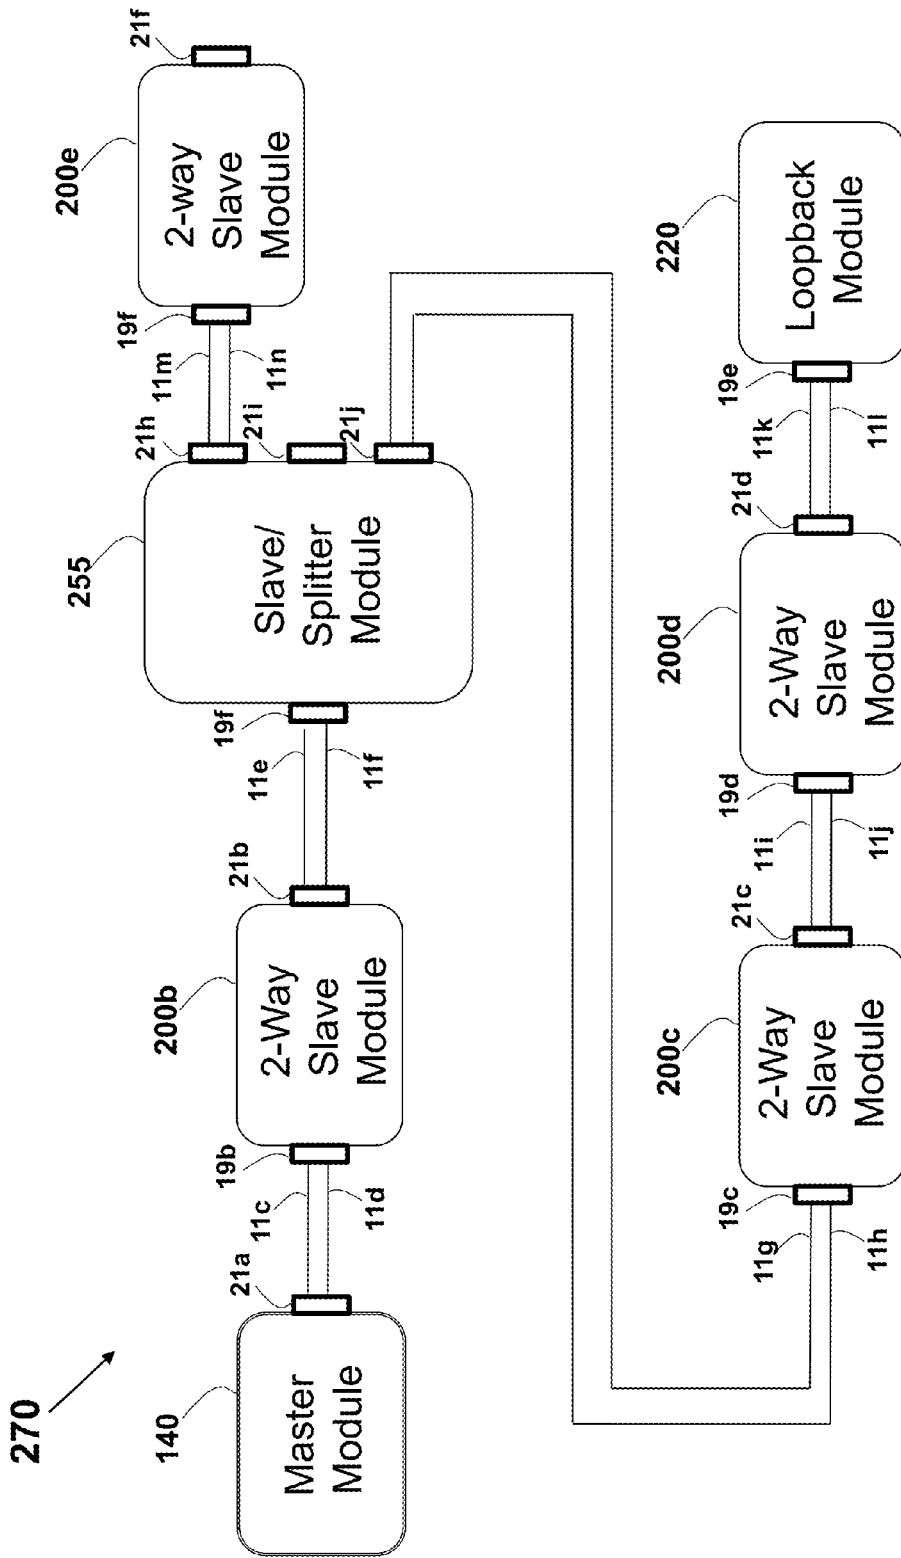 270
140
Master
Module
21a
11c
11d
19b
200b
2-Way
Slave
Module
21b
11e
11f
19f
255
Slave/
Splitter
Module
21h
21i
21j
11m
11n
19f
200e
2-way
Slave
Module
21f
11g
11h
19c
200c
2-Way
Slave
Module
21c
11i
11j
19d
200d
2-Way
Slave
Module
21d
11k
11l
19e
220
Loopback
Module